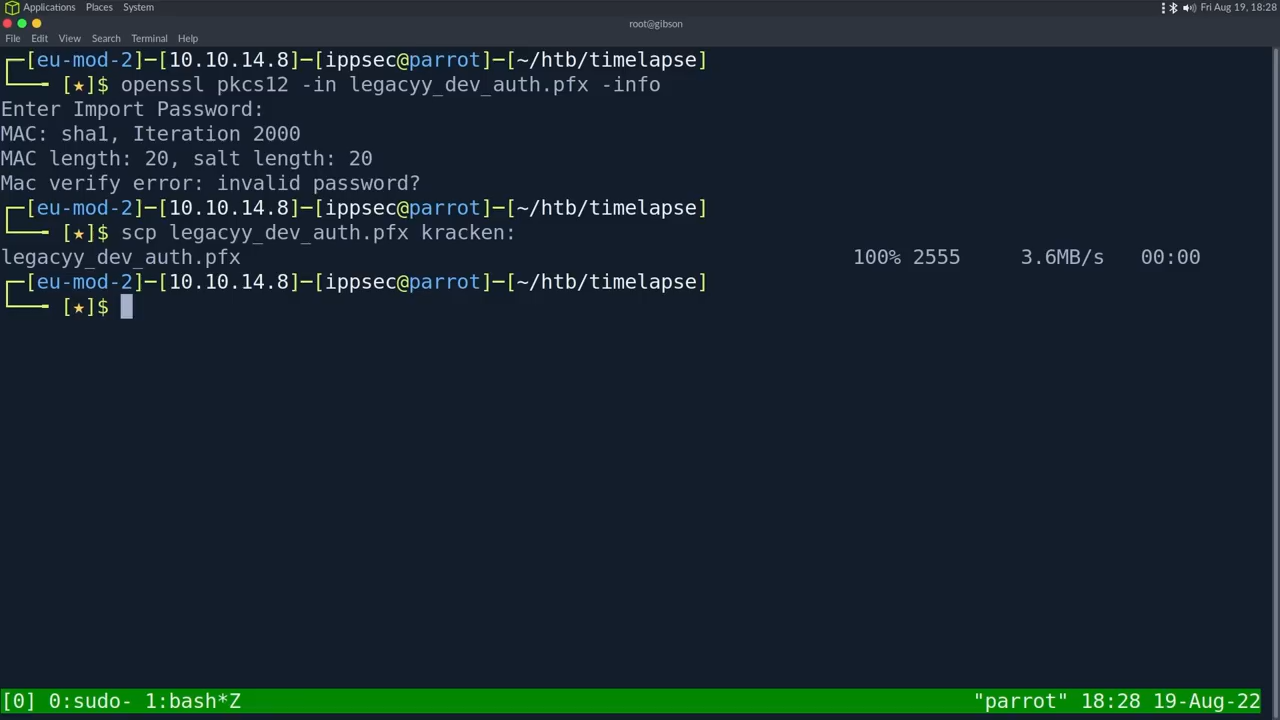 Applications Places System Fri Aug 19, 18:28
root@gibson
File Edit View Search Terminal Help
┌─[eu-mod-2]─[10.10.14.8]─[ippsec@parrot]─[~/htb/timelapse]
└──╼ [★]$ openssl pkcs12 -in legacyy_dev_auth.pfx -info
Enter Import Password:
MAC: sha1, Iteration 2000
MAC length: 20, salt length: 20
Mac verify error: invalid password?
┌─[eu-mod-2]─[10.10.14.8]─[ippsec@parrot]─[~/htb/timelapse]
└──╼ [★]$ scp legacyy_dev_auth.pfx kracken:
legacyy_dev_auth.pfx 100% 2555 3.6MB/s 00:00
┌─[eu-mod-2]─[10.10.14.8]─[ippsec@parrot]─[~/htb/timelapse]
└──╼ [★]$
[0] 0:sudo- 1:bash*Z "parrot" 18:28 19-Aug-22